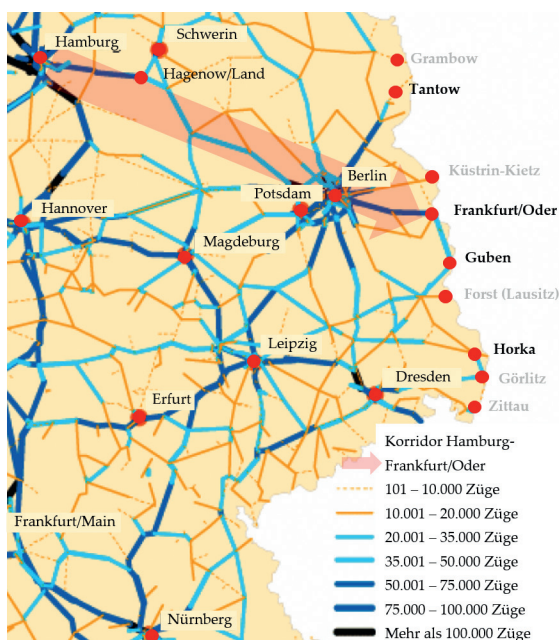 Hamburg
Schwerin
Grambow
Hagenow/Land
Tantow
Küstrin-Kietz
Berlin
Potsdam
Hannover
Frankfurt/Oder
Magdeburg
Guben
Forst (Lausitz)
Leipzig
Horka
Dresden
Görlitz
Erfurt
Zittau
Frankfurt/Main
Nürnberg
Korridor Hamburg-
Frankfurt/Oder
101 – 10.000 Züge
10.001 – 20.000 Züge
20.001 – 35.000 Züge
35.001 – 50.000 Züge
50.001 – 75.000 Züge
75.000 – 100.000 Züge
Mehr als 100.000 Züge